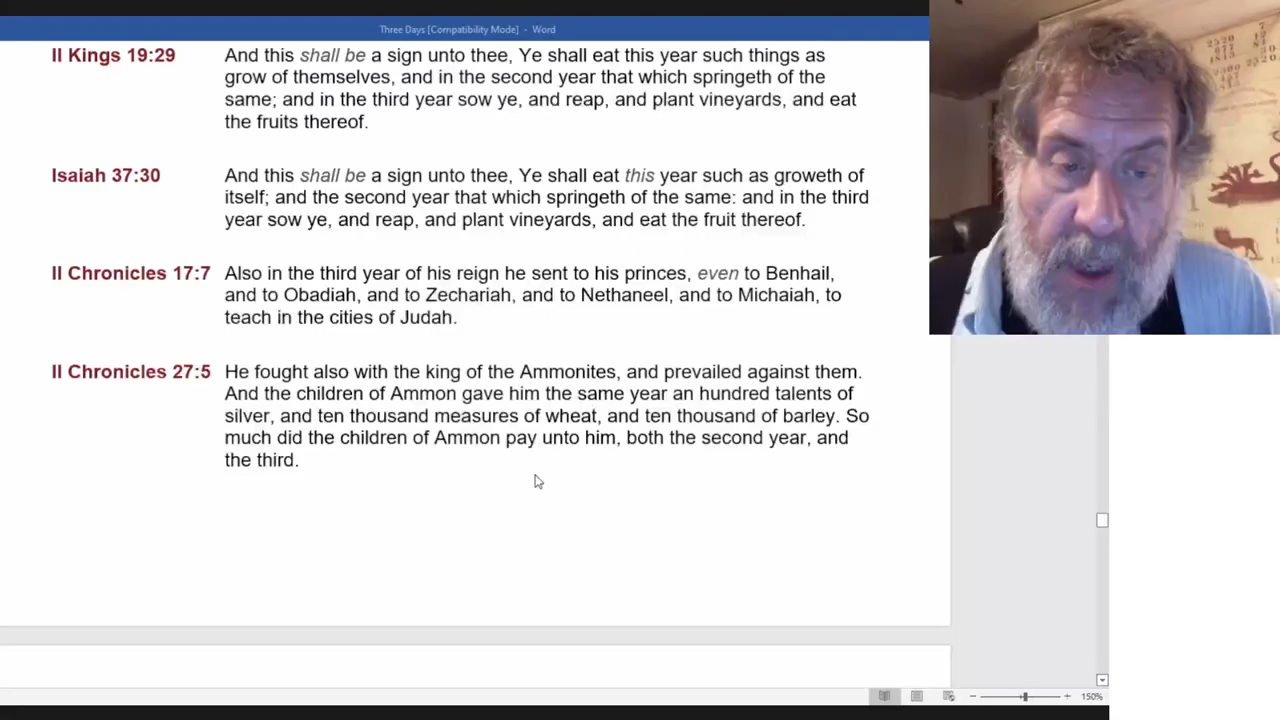 Three Days [Compatibility Mode] - Word
II Kings 19:29 And this shall be a sign unto thee, Ye shall eat this year such things as
grow of themselves, and in the second year that which springeth of the
same; and in the third year sow ye, and reap, and plant vineyards, and eat
the fruits thereof.
Isaiah 37:30 And this shall be a sign unto thee, Ye shall eat this year such as groweth of
itself; and the second year that which springeth of the same: and in the third
year sow ye, and reap, and plant vineyards, and eat the fruit thereof.
II Chronicles 17:7 Also in the third year of his reign he sent to his princes, even to Benhail,
and to Obadiah, and to Zechariah, and to Nethaneel, and to Michaiah, to
teach in the cities of Judah.
II Chronicles 27:5 He fought also with the king of the Ammonites, and prevailed against them.
And the children of Ammon gave him the same year an hundred talents of
silver, and ten thousand measures of wheat, and ten thousand of barley. So
much did the children of Ammon pay unto him, both the second year, and
the third.
2520
150%